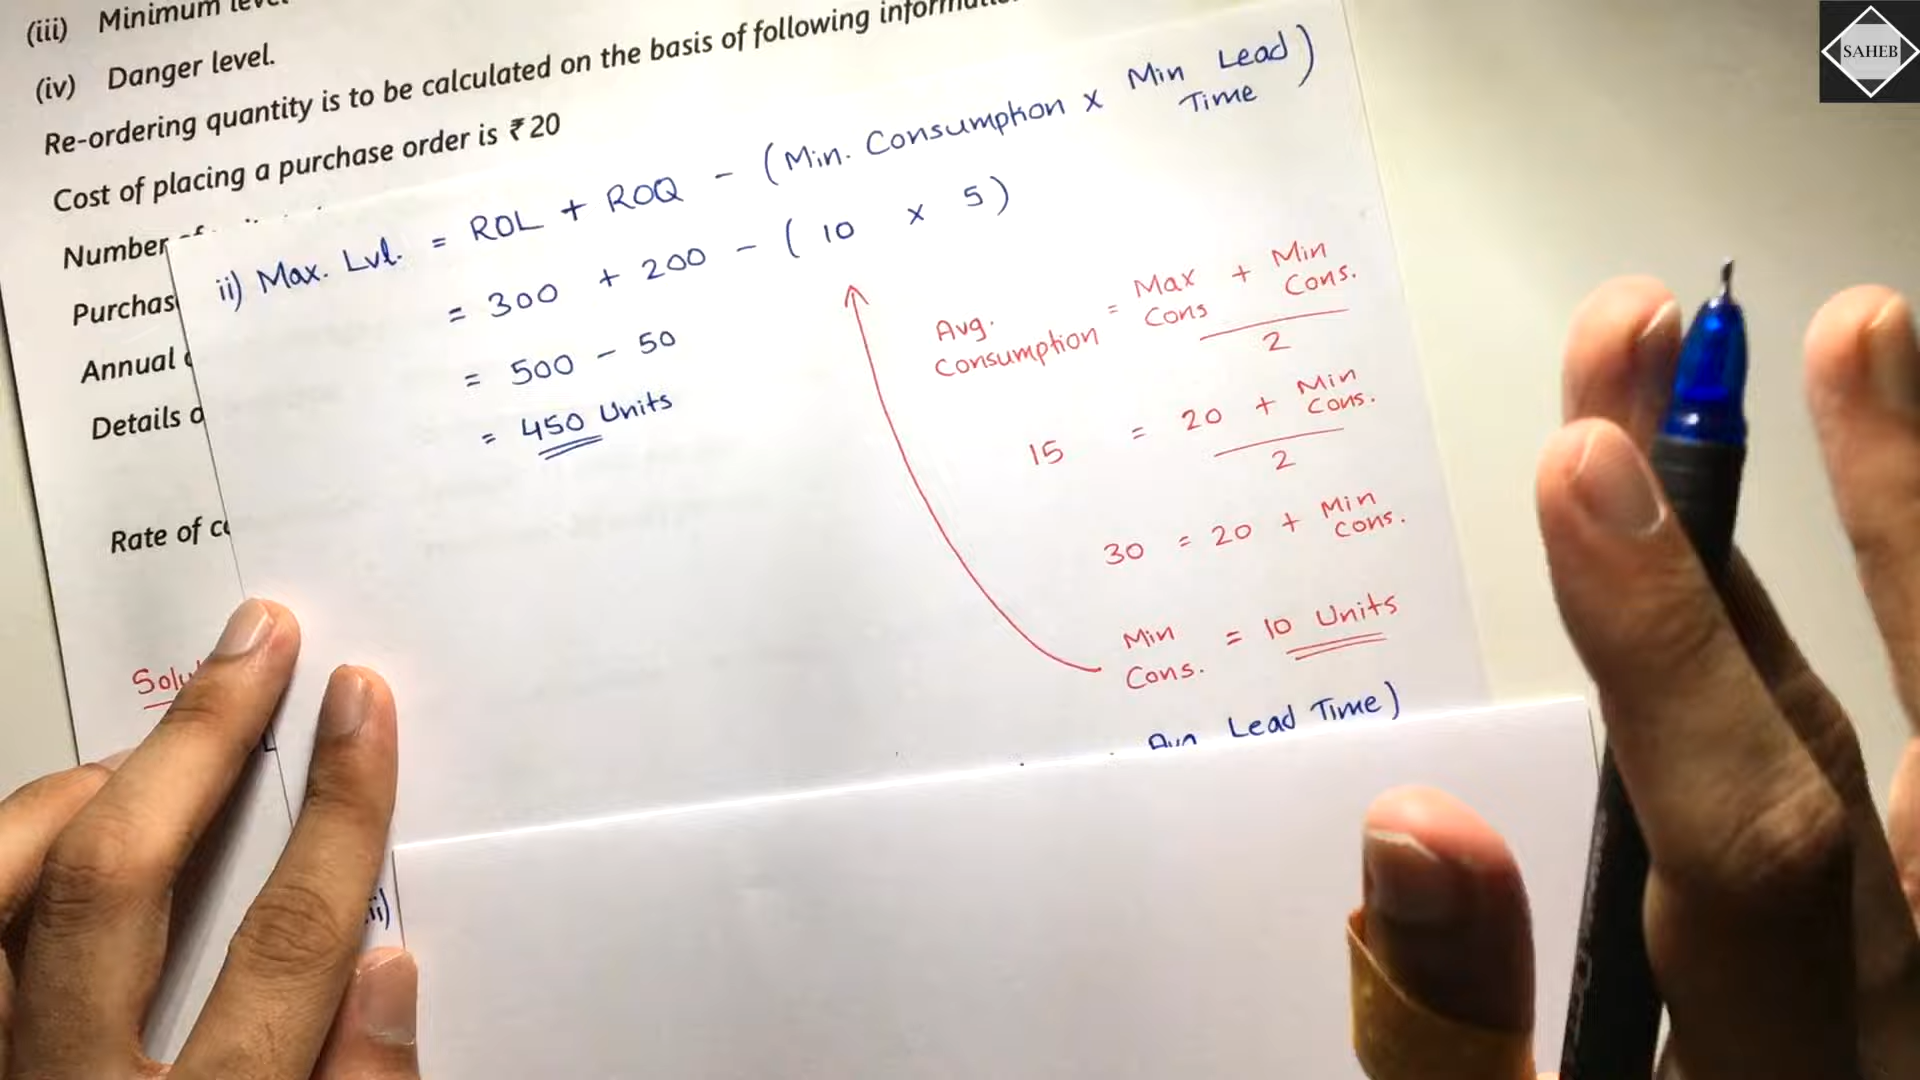 (iii) Minimum
(iv) Danger level.
Re-ordering quantity is to be calculated on the basis of following
Cost of placing a purchase order is ₹ 20
Number
Purchas
Annual
Details
Rate of
ii) Max. Lvl. = ROL + ROQ - (Min. Consumption x Min Lead Time)
= 300 + 200 - (10 x 5)
= 500 - 50
= 450 Units
Avg. Consumption = Max Cons + Min Cons.
2
15 = 20 + Min Cons.
2
30 = 20 + Min Cons.
Min Cons. = 10 Units
Lead Time)
ii)
SAHEB